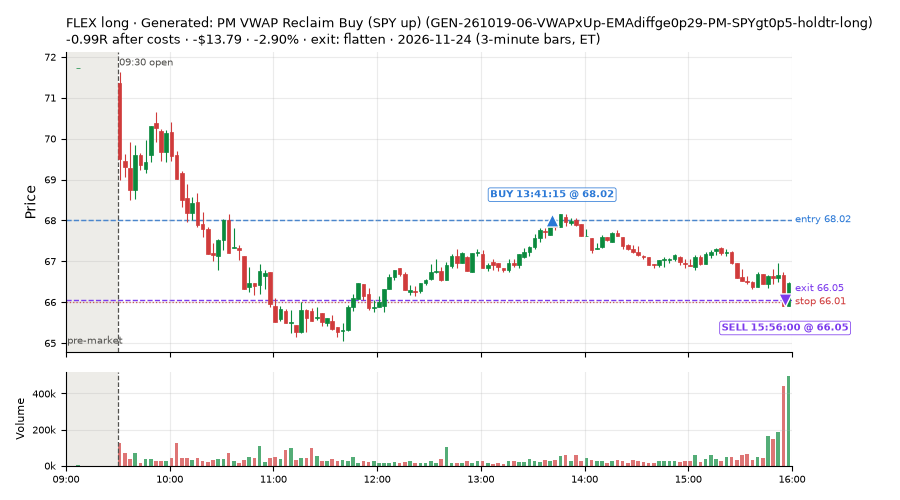 FLEX long · Generated: PM VWAP Reclaim Buy (SPY up) (GEN-261019-06-VWAPxUp-EMAdiffge0p29-PM-SPYgt0p5-holdtr-long)
-0.99R after costs · -$13.79 · -2.90% · exit: flatten · 2026-11-24 (3-minute bars, ET)
72
09:30 open
71
70
69
BUY 13:41:15 @ 68.02
68
entry 68.02
67
exit 66.05
66
stop 66.01
SELL 15:56:00 @ 66.05
65
pre-market
Price
400k
200k
0k
Volume
09:00 10:00 11:00 12:00 13:00 14:00 15:00 16:00